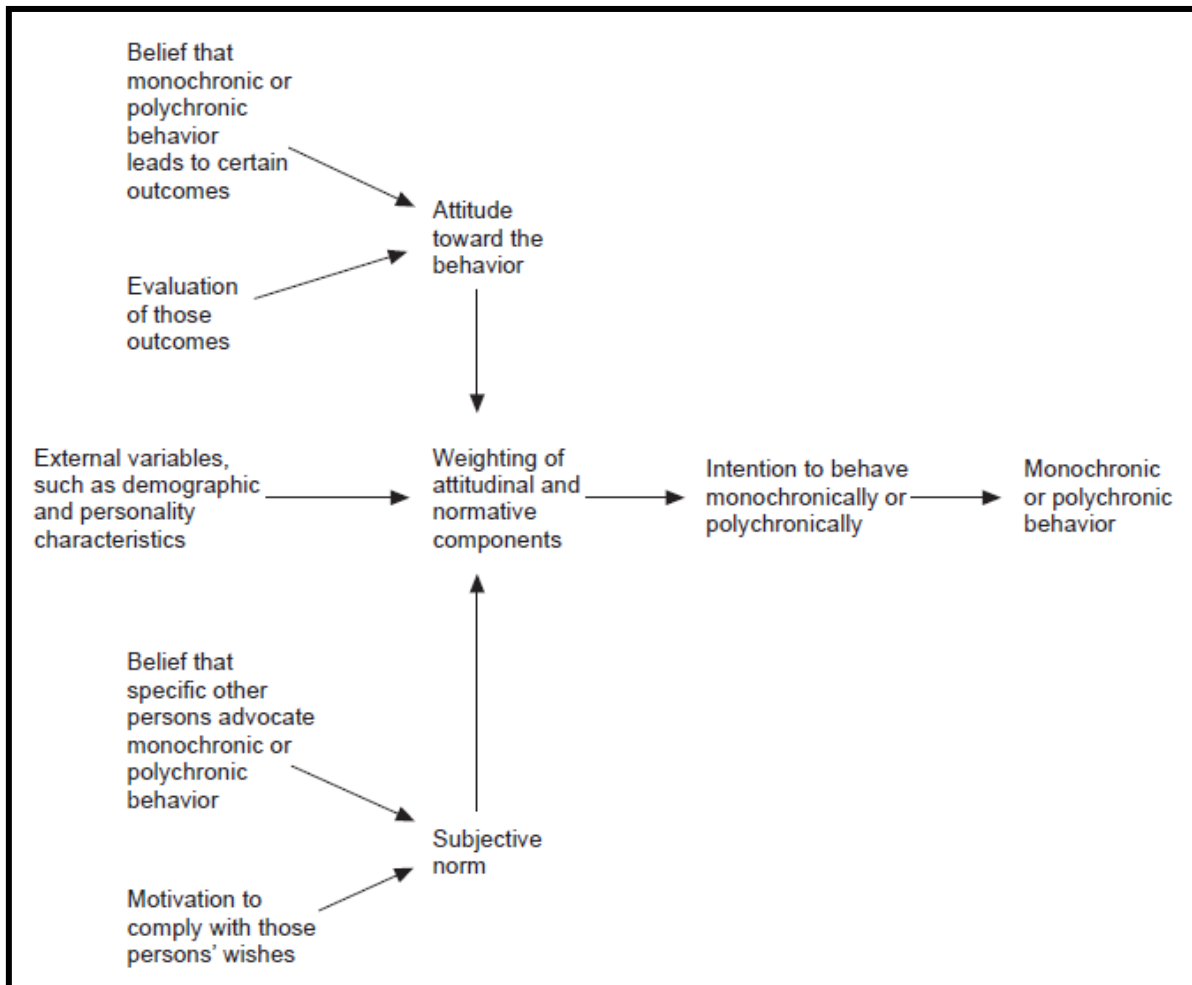 Belief that
monochronic or
polychronic
behavior
leads to certain
outcomes
Attitude
toward the
behavior
Evaluation
of those
outcomes
External variables,
such as demographic
and personality
characteristics
Weighting of
attitudinal and
normative
components
Intention to behave
monochronically or
polychronically
Monochronic
or polychronic
behavior
Belief that
specific other
persons advocate
monochronic or
polychronic
behavior
Subjective
norm
Motivation to
comply with those
persons' wishes